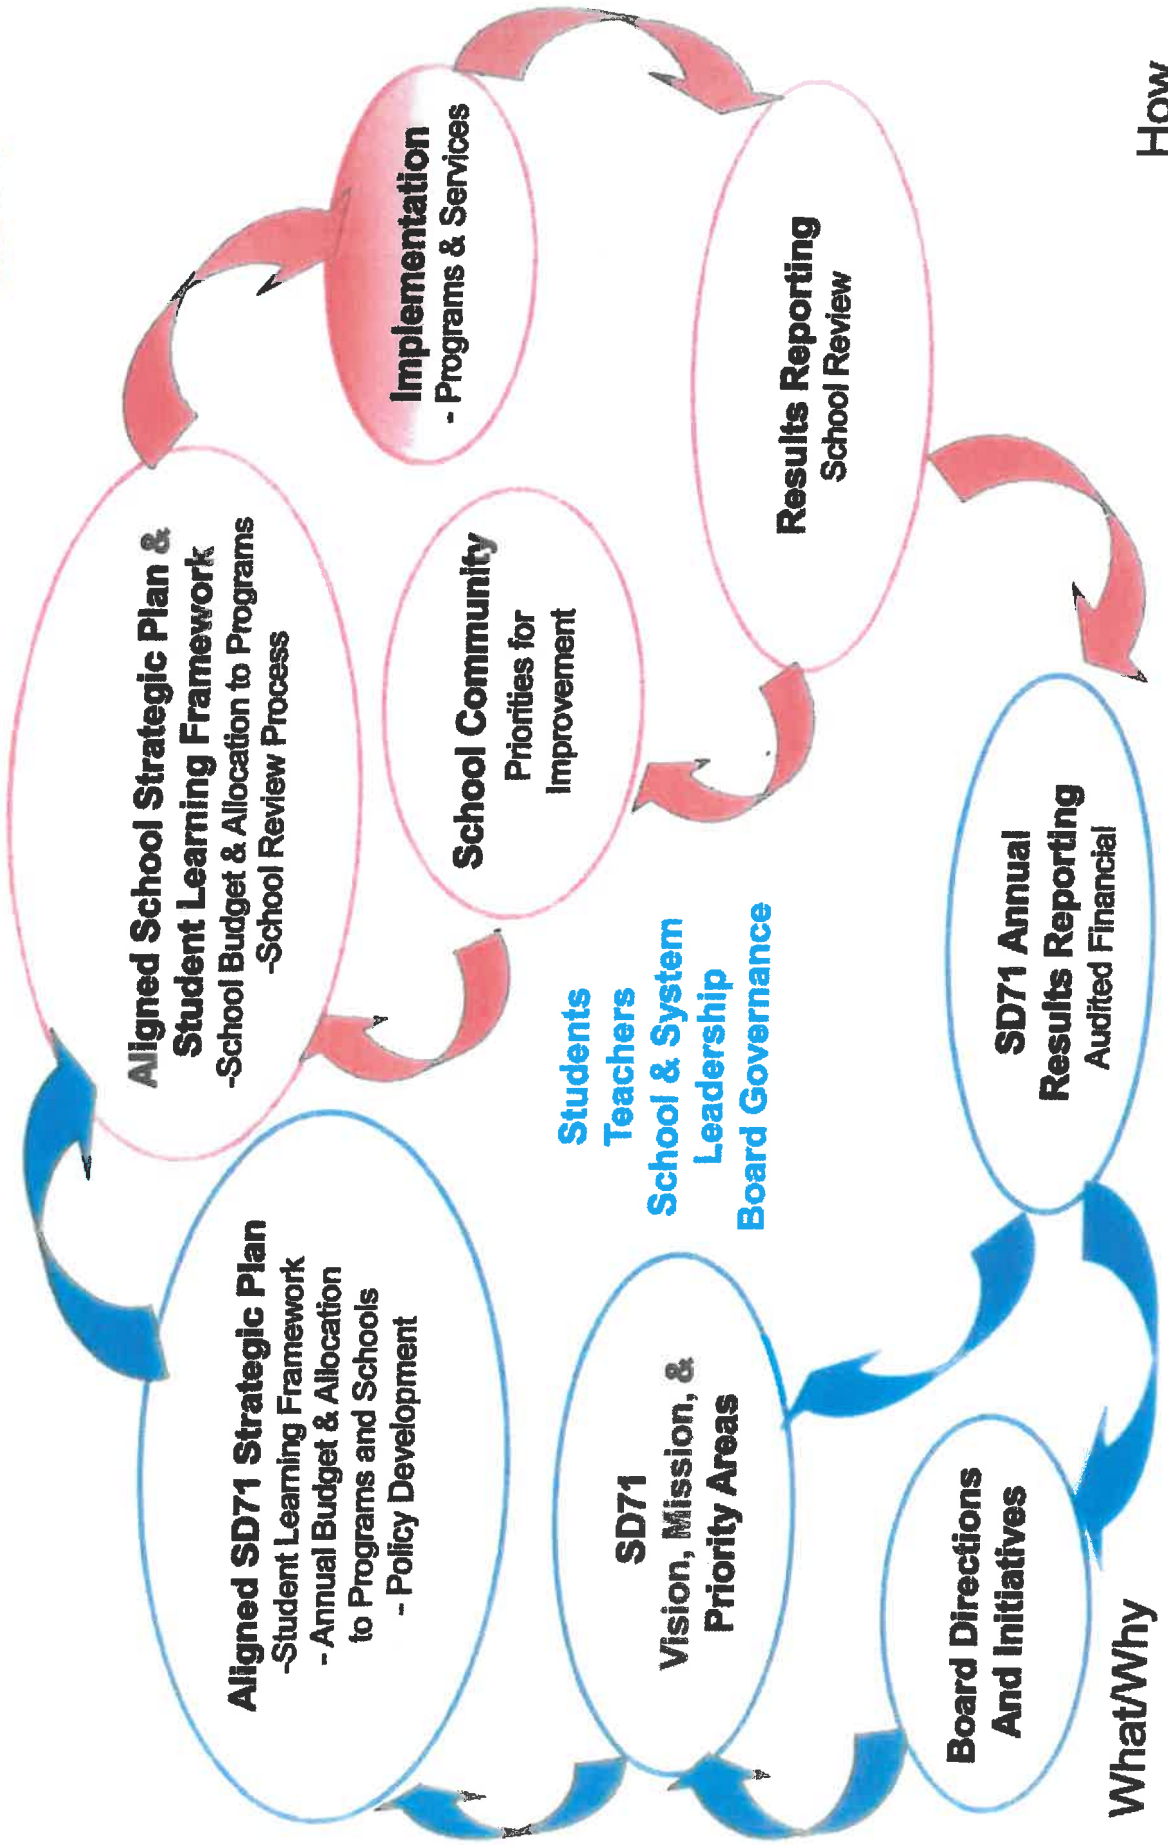 Aligned SD71 Strategic Plan
-Student Learning Framework
- Annual Budget & Allocation
to Programs and Schools
- Policy Development
Aligned School Strategic Plan &
Student Learning Framework
-School Budget & Allocation to Programs
-School Review Process
Implementation
- Programs & Services
SD71
Vision, Mission, &
Priority Areas
Students
Teachers
School & System
Leadership
Board Governance
School Community
Priorities for
Improvement
Results Reporting
School Review
Board Directions
And Initiatives
SD71 Annual
Results Reporting
Audited Financial
What/Why
How